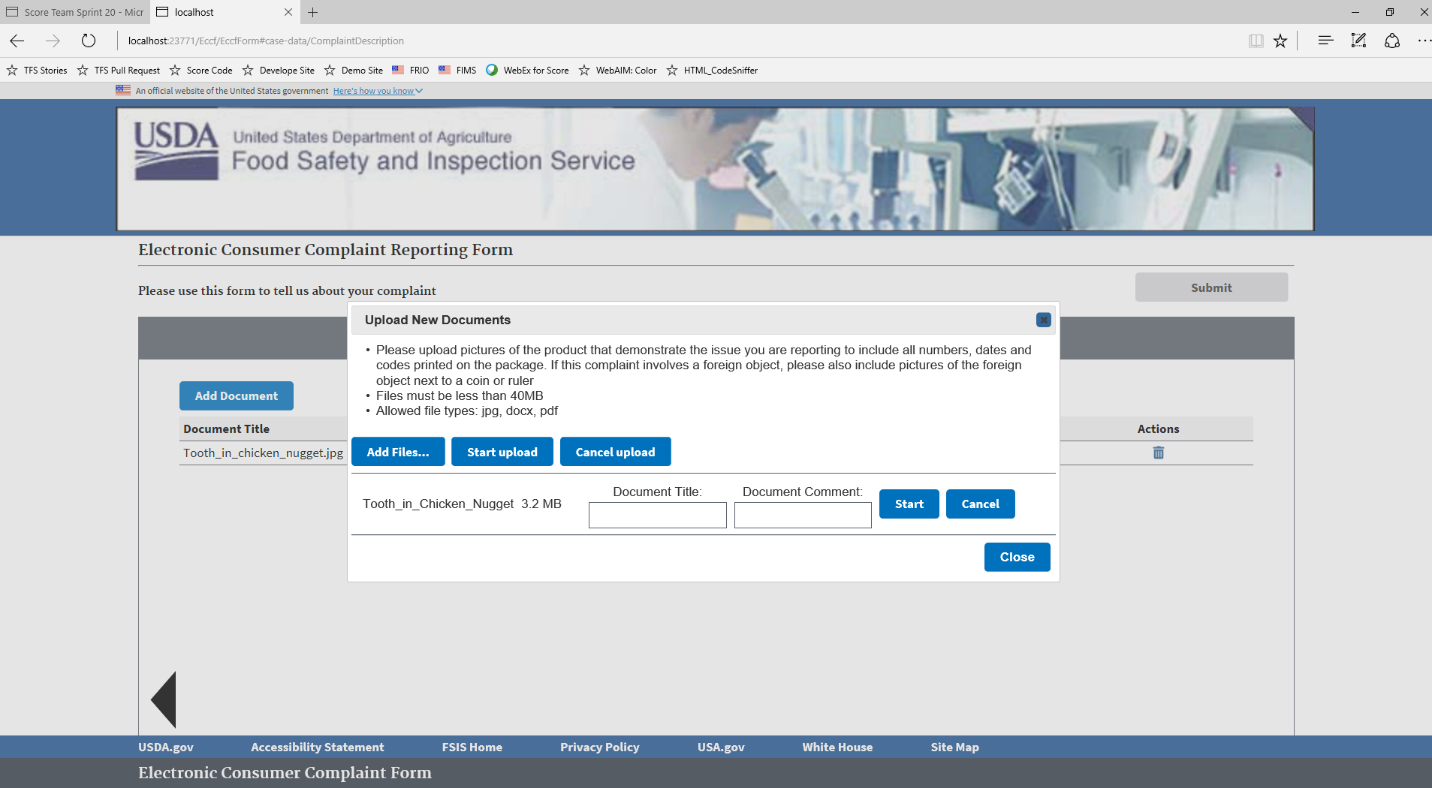 Score Team Sprint 20 - Micr
localhost
localhost:23771/Eccf/EccfForm#case-data/ComplaintDescription
TFS Stories
TFS Pull Request
Score Code
Develope Site
Demo Site
FRIO
FIMS
WebEx for Score
WebAIM: Color
HTML_CodeSniffer
An official website of the United States government Here's how you know
USDA
United States Department of Agriculture
Food Safety and Inspection Service
Electronic Consumer Complaint Reporting Form
Please use this form to tell us about your complaint
Submit
Upload New Documents
• Please upload pictures of the product that demonstrate the issue you are reporting to include all numbers, dates and
codes printed on the package. If this complaint involves a foreign object, please also include pictures of the foreign
object next to a coin or ruler
• Files must be less than 40MB
• Allowed file types: jpg, docx, pdf
Add Document
Document Title
Actions
Tooth_in_chicken_nugget.jpg
Add Files...
Start upload
Cancel upload
Document Title:
Document Comment:
Tooth_in_Chicken_Nugget 3.2 MB
Start
Cancel
Close
USDA.gov
Accessibility Statement
FSIS Home
Privacy Policy
USA.gov
White House
Site Map
Electronic Consumer Complaint Form